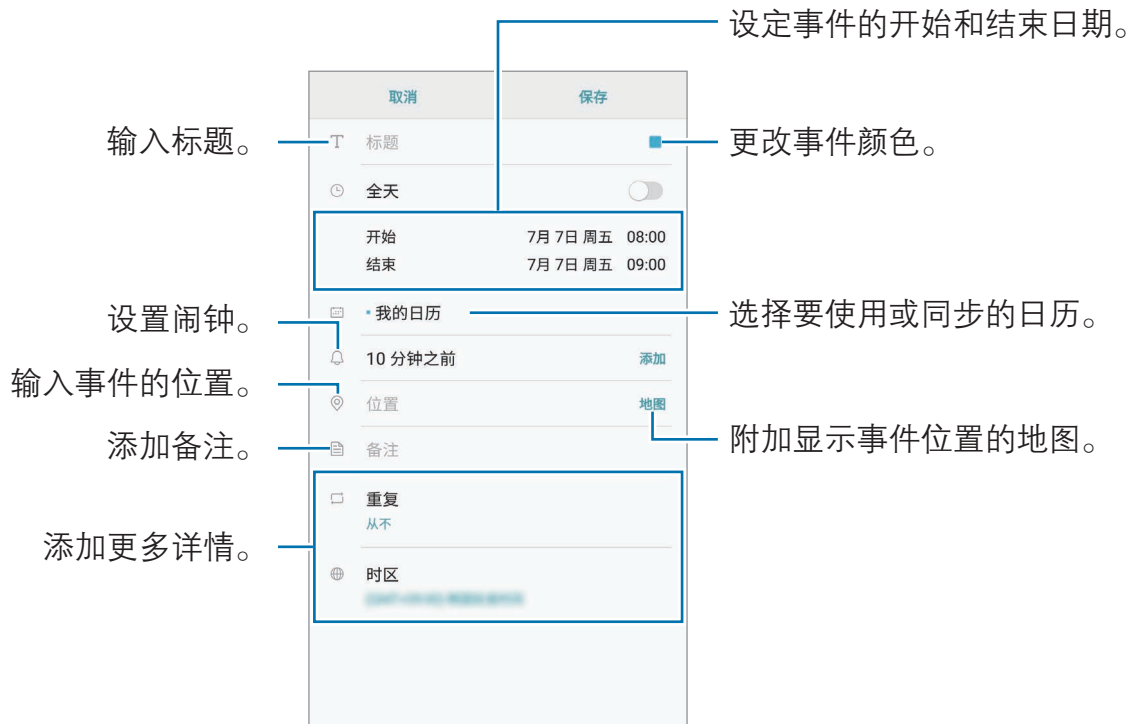 设定事件的开始和结束日期。
取消 保存
输入标题。
标题
更改事件颜色。
全天
开始 7月 7日 周五 08:00
结束 7月 7日 周五 09:00
设置闹钟。
我的日历
选择要使用或同步的日历。
10 分钟之前 添加
输入事件的位置。
位置 地图
添加备注。
备注
附加显示事件位置的地图。
重复
从不
添加更多详情。
时区